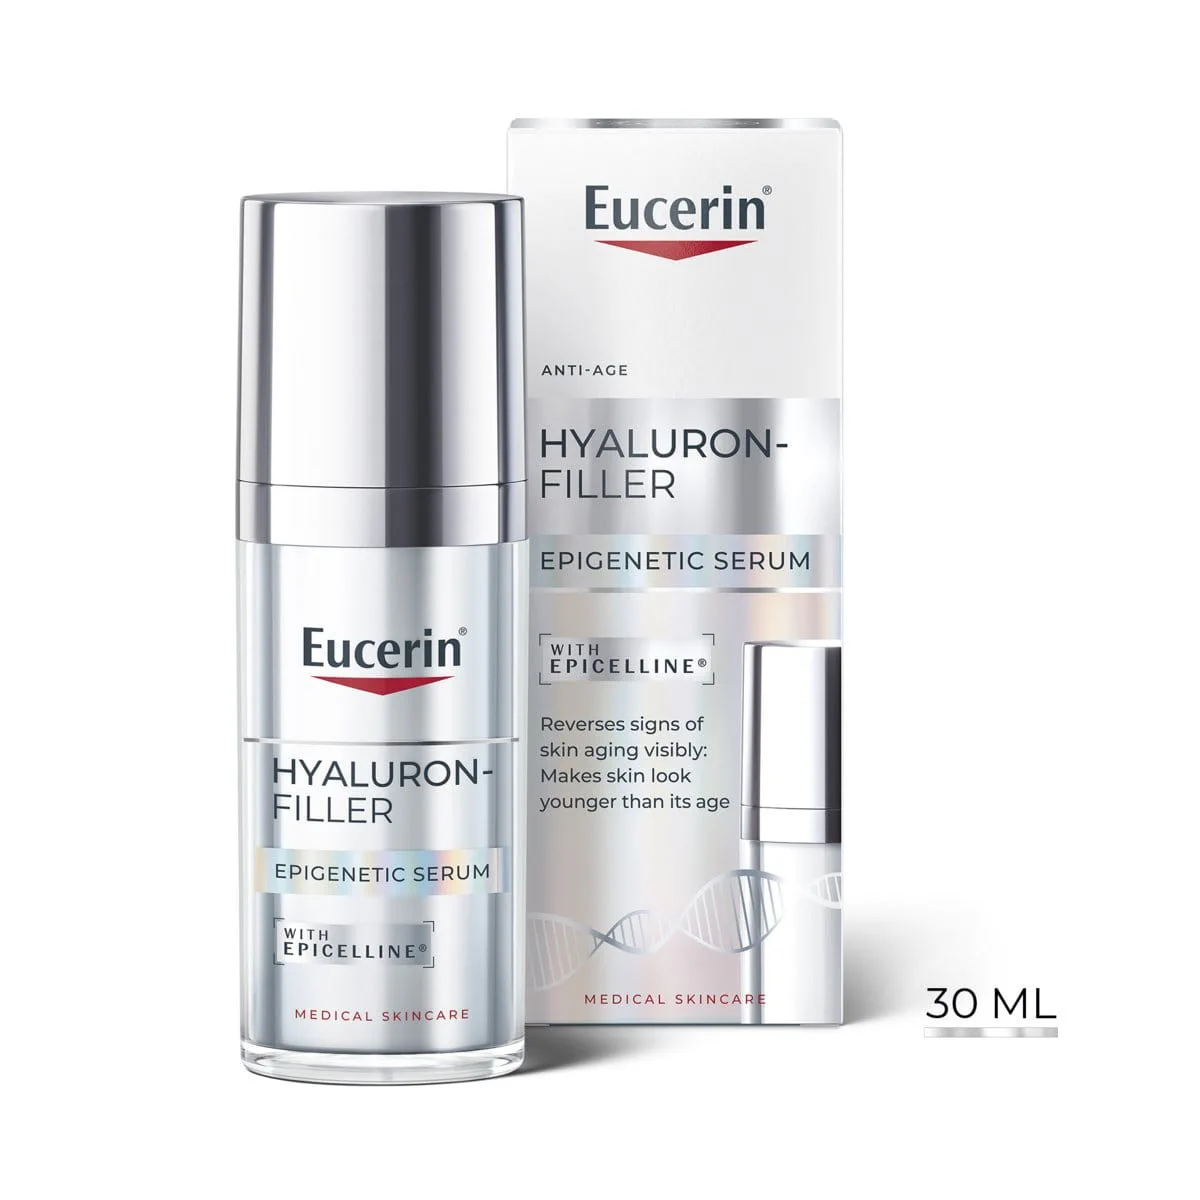 Eucerin®
ANTI-AGE
HYALURON-
FILLER
EPIGENETIC SERUM
WITH
EPICELLINE®
Reverses signs of
skin aging visibly:
Makes skin look
younger than its age
MEDICAL SKINCARE
Eucerin®
HYALURON-
FILLER
EPIGENETIC SERUM
WITH
EPICELLINE®
MEDICAL SKINCARE
30 ML